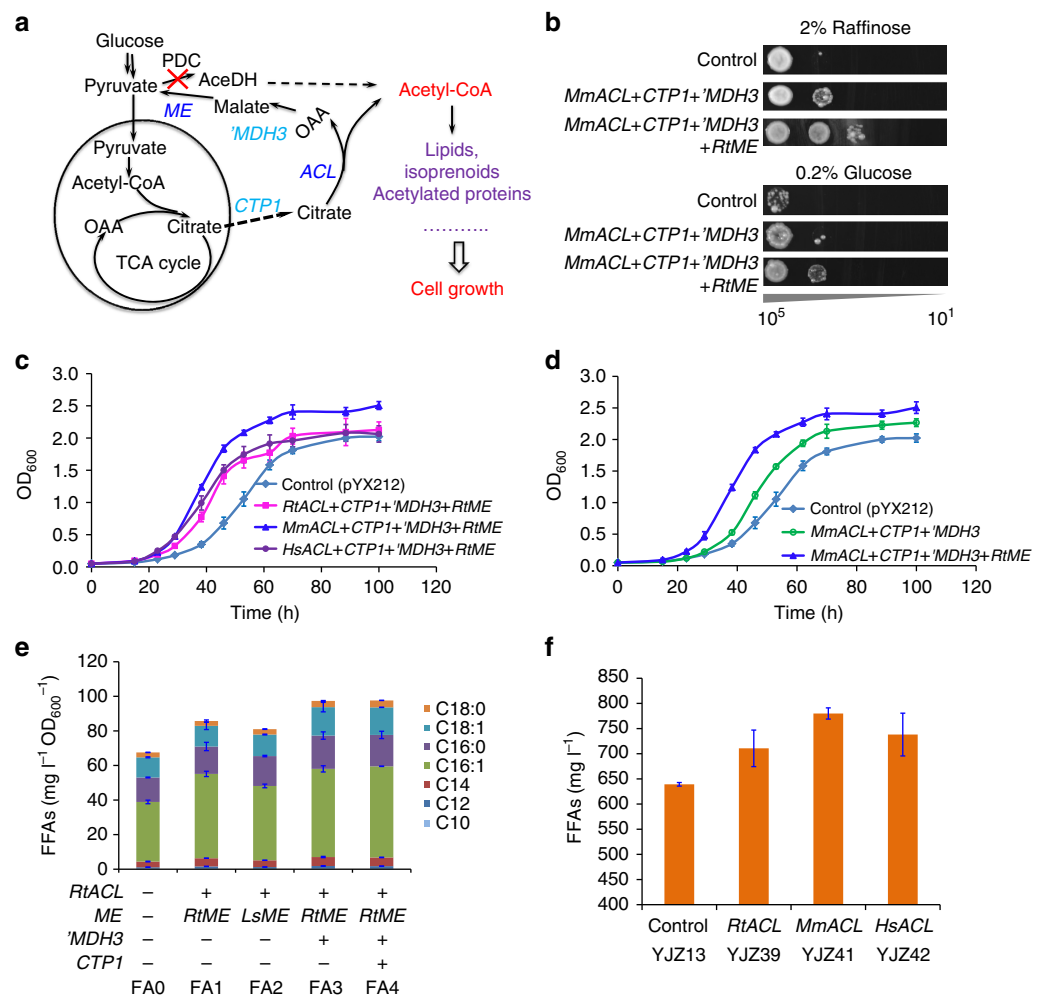 a
Glucose
PDC
Pyruvate
AceDH
Acetyl-CoA
ME
Malate
'MDH3
OAA
Pyruvate
Lipids,
isoprenoids
Acetylated proteins
Acetyl-CoA
ACL
CTP1
OAA
Citrate
Citrate
...........
TCA cycle
Cell growth
b
2% Raffinose
Control
MmACL+CTP1+'MDH3
MmACL+CTP1+'MDH3
+RtME
0.2% Glucose
Control
MmACL+CTP1+'MDH3
MmACL+CTP1+'MDH3
+RtME
10⁵ 10¹
c
3.0
2.5
2.0
1.5
1.0
0.5
0.0
OD₆₀₀
Control (pYX212)
RtACL+CTP1+'MDH3+RtME
MmACL+CTP1+'MDH3+RtME
HsACL+CTP1+'MDH3+RtME
0 20 40 60 80 100 120
Time (h)
d
3.0
2.5
2.0
1.5
1.0
0.5
0.0
OD₆₀₀
Control (pYX212)
MmACL+CTP1+'MDH3
MmACL+CTP1+'MDH3+RtME
0 20 40 60 80 100 120
Time (h)
e
120
100
80
60
40
20
0
FFAs (mg l⁻¹ OD₆₀₀⁻¹)
C18:0
C18:1
C16:0
C16:1
C14
C12
C10
RtACL – + + + +
ME – RtME LsME RtME RtME
'MDH3 – – – + +
CTP1 – – – – +
FA0 FA1 FA2 FA3 FA4
f
850
800
750
700
650
600
550
500
450
400
FFAs (mg l⁻¹)
Control RtACL MmACL HsACL
YJZ13 YJZ39 YJZ41 YJZ42